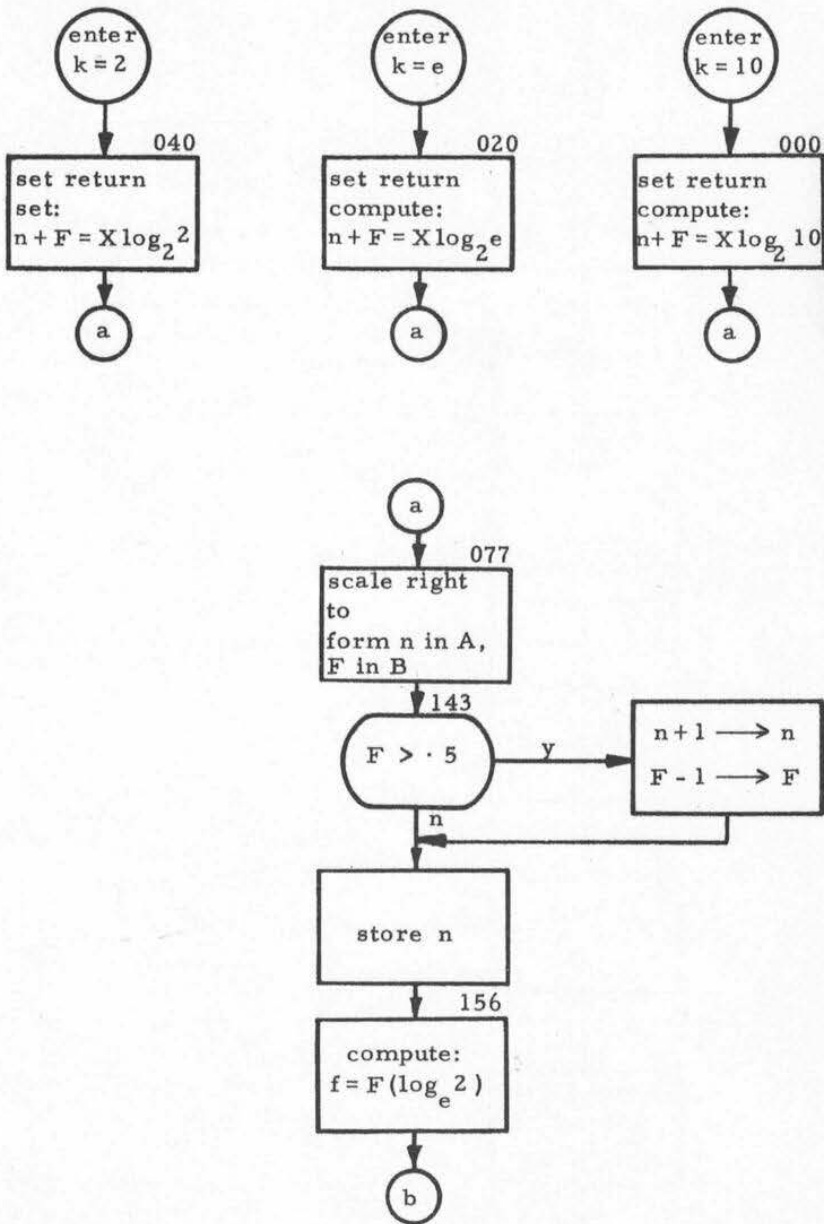 enter
k = 2
enter
k = e
enter
k = 10
040
set return
set:
n + F = X log₂ 2
020
set return
compute:
n + F = X log₂ e
000
set return
compute:
n + F = X log₂ 10
a
a
a
a
077
scale right
to
form n in A,
F in B
143
F > · 5
y
n + 1 ⟶ n
F - 1 ⟶ F
n
store n
156
compute:
f = F (logₑ 2)
b